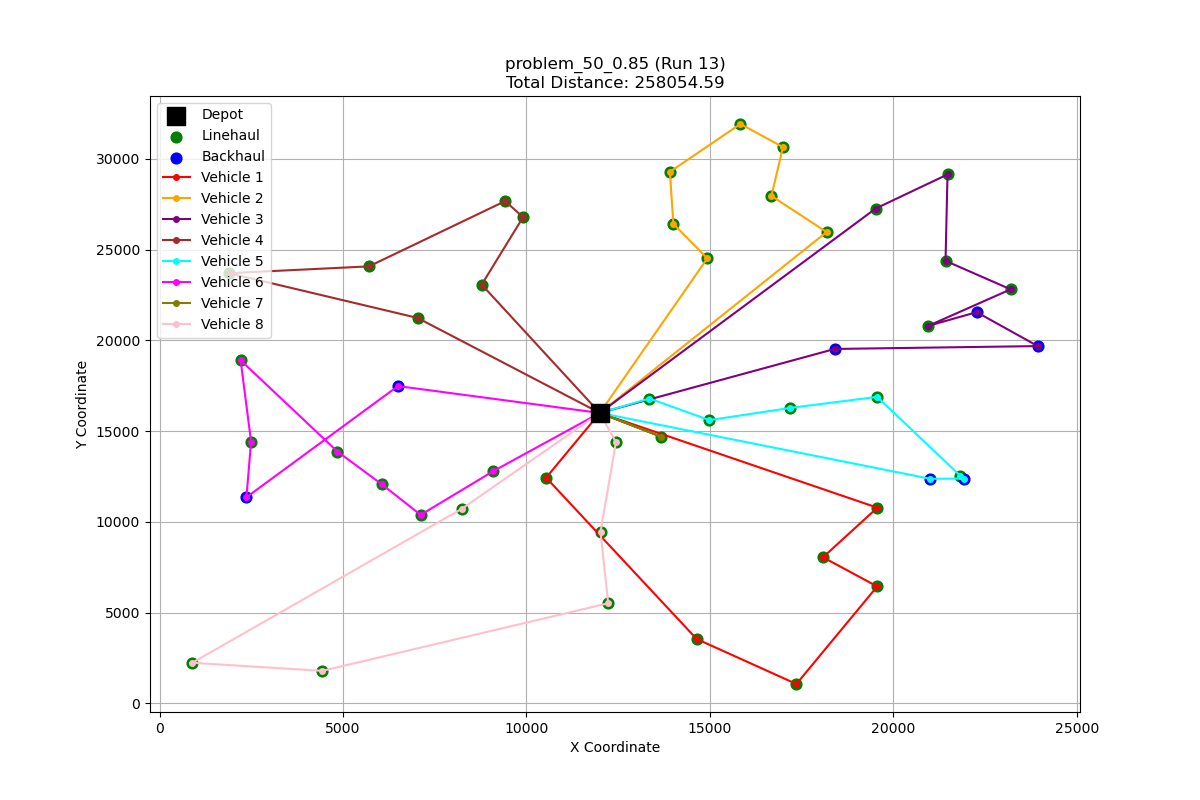 problem_50_0.85 (Run 13)
Total Distance: 258054.59
Depot
Linehaul
Backhaul
Vehicle 1
Vehicle 2
Vehicle 3
Vehicle 4
Vehicle 5
Vehicle 6
Vehicle 7
Vehicle 8
30000
25000
20000
15000
10000
5000
0
Y Coordinate
0 5000 10000 15000 20000 25000
X Coordinate